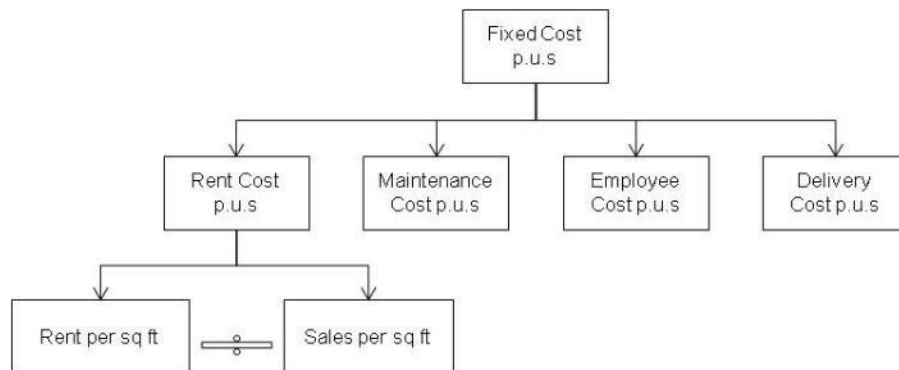 Fixed Cost
p.u.s
Rent Cost
p.u.s
Maintenance
Cost p.u.s
Employee
Cost p.u.s
Delivery
Cost p.u.s
Rent per sq ft
Sales per sq ft